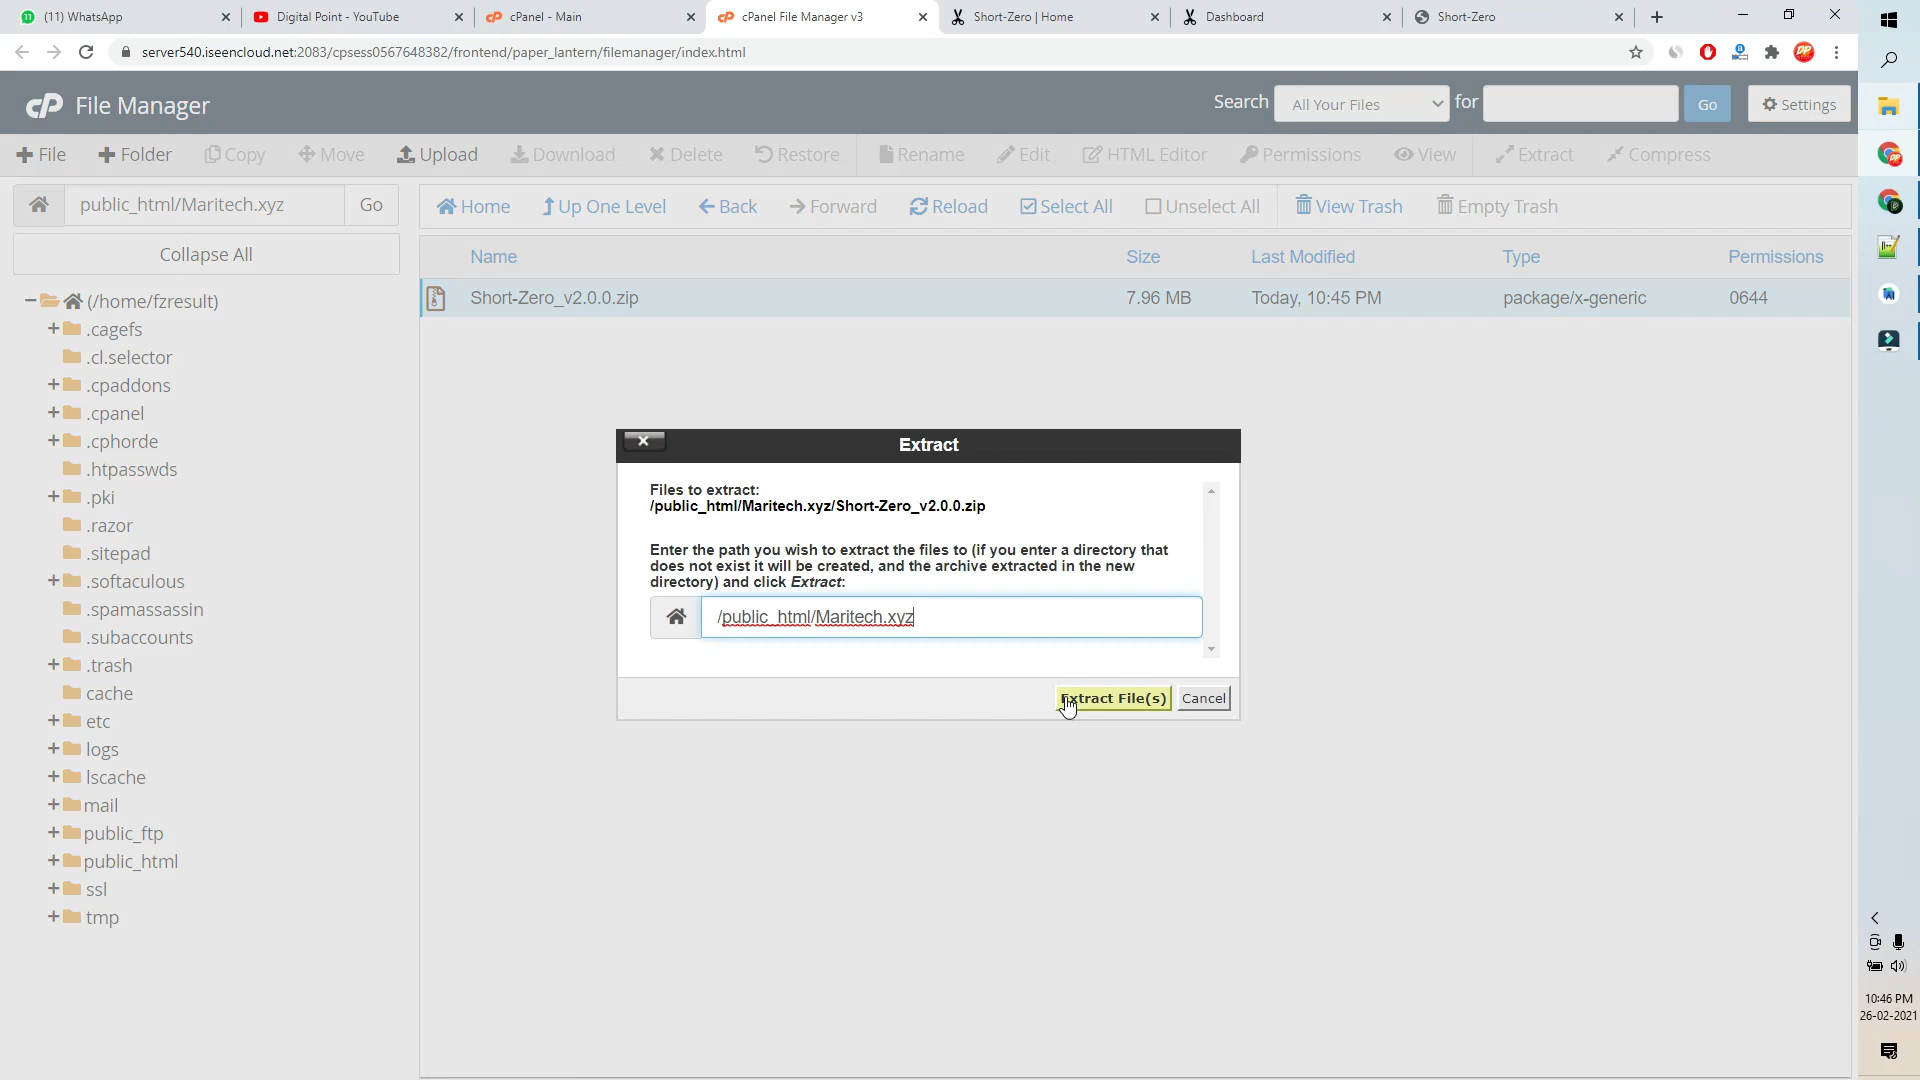 (11) WhatsApp
Digital Point - YouTube
cPanel - Main
cPanel File Manager v3
Short-Zero | Home
Dashboard
Short-Zero
server540.iseencloud.net:2083/cpsess0567648382/frontend/paper_lantern/filemanager/index.html
cP File Manager
Search All Your Files for Go Settings
File Folder Copy Move Upload Download Delete Restore Rename Edit HTML Editor Permissions View Extract Compress
public_html/Maritech.xyz Go
Home Up One Level Back Forward Reload Select All Unselect All View Trash Empty Trash
Collapse All
Name Size Last Modified Type Permissions
Short-Zero_v2.0.0.zip 7.96 MB Today, 10:45 PM package/x-generic 0644
(/home/fzresult)
.cagefs
.cl.selector
.cpaddons
.cpanel
.cphorde
.htpasswds
.pki
.razor
.sitepad
.softaculous
.spamassassin
.subaccounts
.trash
cache
etc
logs
lscache
mail
public_ftp
public_html
ssl
tmp
Extract
Files to extract:
/public_html/Maritech.xyz/Short-Zero_v2.0.0.zip
Enter the path you wish to extract the files to (if you enter a directory that
does not exist it will be created, and the archive extracted in the new
directory) and click Extract:
/public_html/Maritech.xyz
Extract File(s) Cancel
10:46 PM
26-02-2021